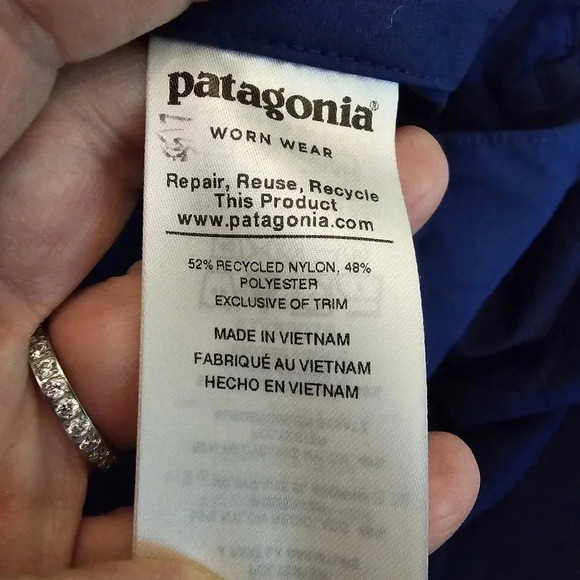 patagonia®
WORN WEAR
Repair, Reuse, Recycle
This Product
www.patagonia.com
52% RECYCLED NYLON, 48%
POLYESTER
EXCLUSIVE OF TRIM
MADE IN VIETNAM
FABRIQUÉ AU VIETNAM
HECHO EN VIETNAM